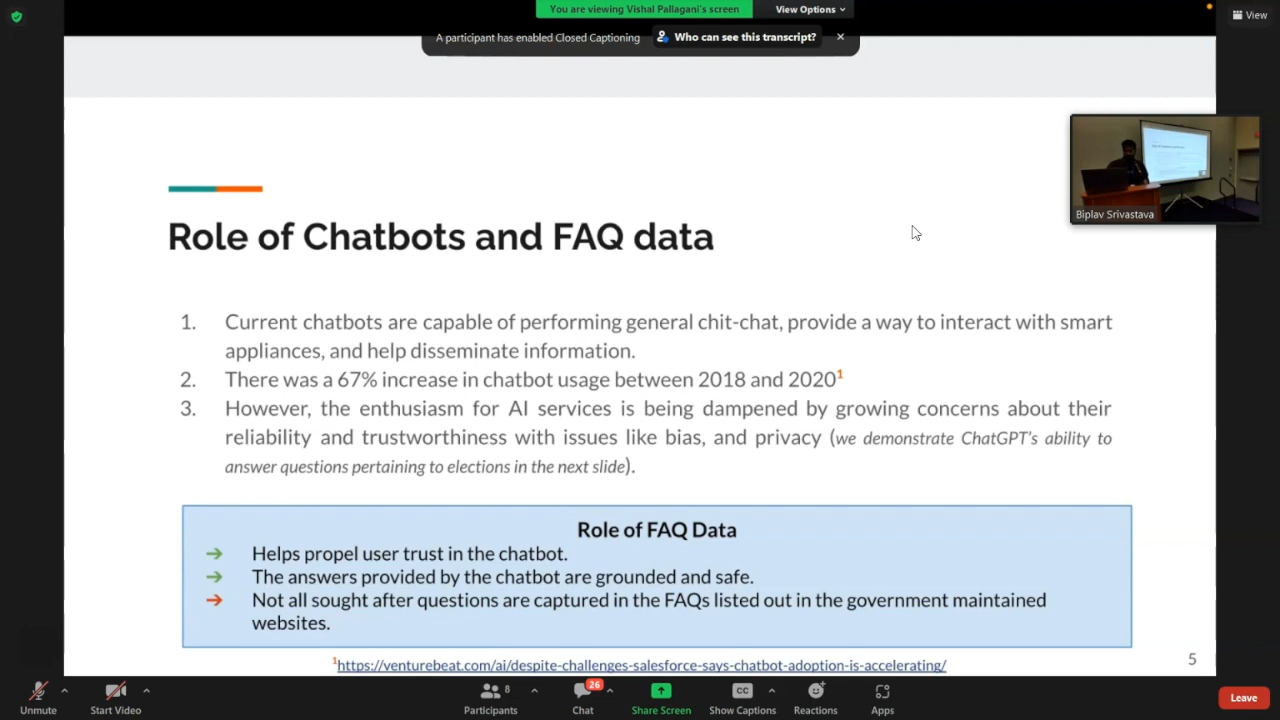 You are viewing Vishal Pallagani's screen
View Options
View
A participant has enabled Closed Captioning
Who can see this transcript?
Biplav Srivastava
Role of Chatbots and FAQ data
1. Current chatbots are capable of performing general chit-chat, provide a way to interact with smart
appliances, and help disseminate information.
2. There was a 67% increase in chatbot usage between 2018 and 2020¹
3. However, the enthusiasm for AI services is being dampened by growing concerns about their
reliability and trustworthiness with issues like bias, and privacy (we demonstrate ChatGPT's ability to
answer questions pertaining to elections in the next slide).
Role of FAQ Data
➔ Helps propel user trust in the chatbot.
➔ The answers provided by the chatbot are grounded and safe.
➔ Not all sought after questions are captured in the FAQs listed out in the government maintained
websites.
¹https://venturebeat.com/ai/despite-challenges-salesforce-says-chatbot-adoption-is-accelerating/
5
Unmute
Start Video
Participants
8
Chat
26
Share Screen
CC
Show Captions
Reactions
Apps
Leave